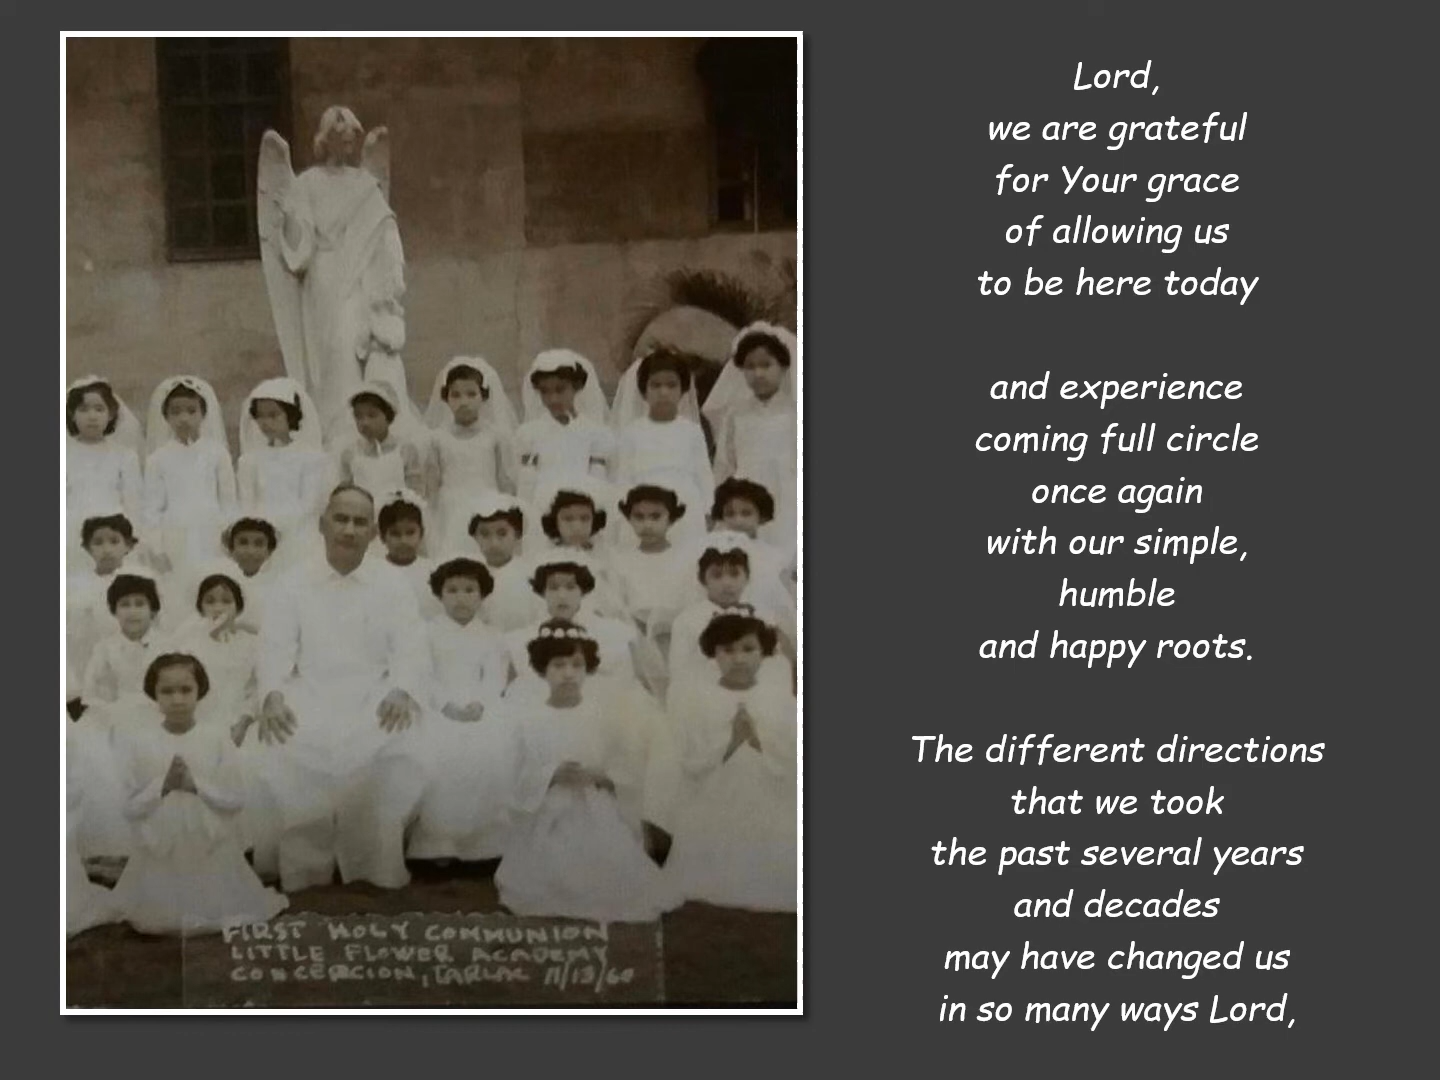 Lord,
we are grateful
for Your grace
of allowing us
to be here today
and experience
coming full circle
once again
with our simple,
humble
and happy roots.
The different directions
that we took
the past several years
and decades
may have changed us
in so many ways Lord,
FIRST HOLY COMMUNION
LITTLE FLOWER ACADEMY
CONCEPCION, TARLAC 11/13/60